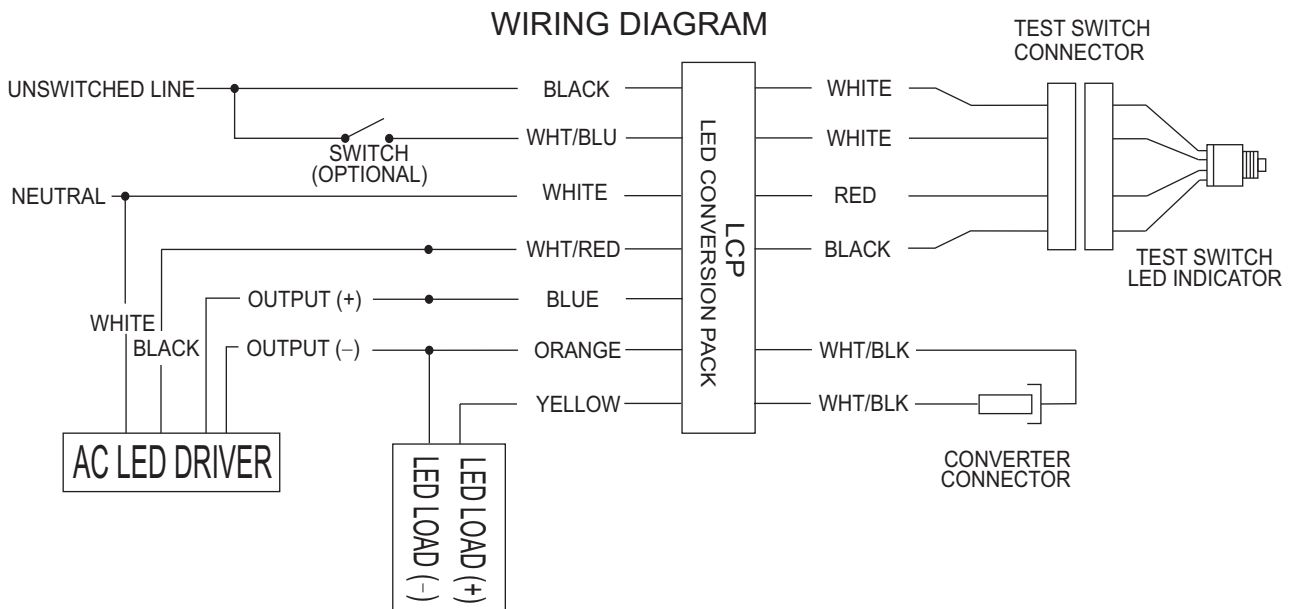 WIRING DIAGRAM
TEST SWITCH
CONNECTOR
UNSWITCHED LINE
BLACK
WHITE
WHT/BLU
WHITE
SWITCH
(OPTIONAL)
NEUTRAL
WHITE
RED
WHT/RED
BLACK
TEST SWITCH
LED INDICATOR
OUTPUT (+)
BLUE
WHITE
BLACK
OUTPUT (−)
ORANGE
WHT/BLK
YELLOW
WHT/BLK
LCP
LED CONVERSION PACK
AC LED DRIVER
LED LOAD (−)
LED LOAD (+)
CONVERTER
CONNECTOR